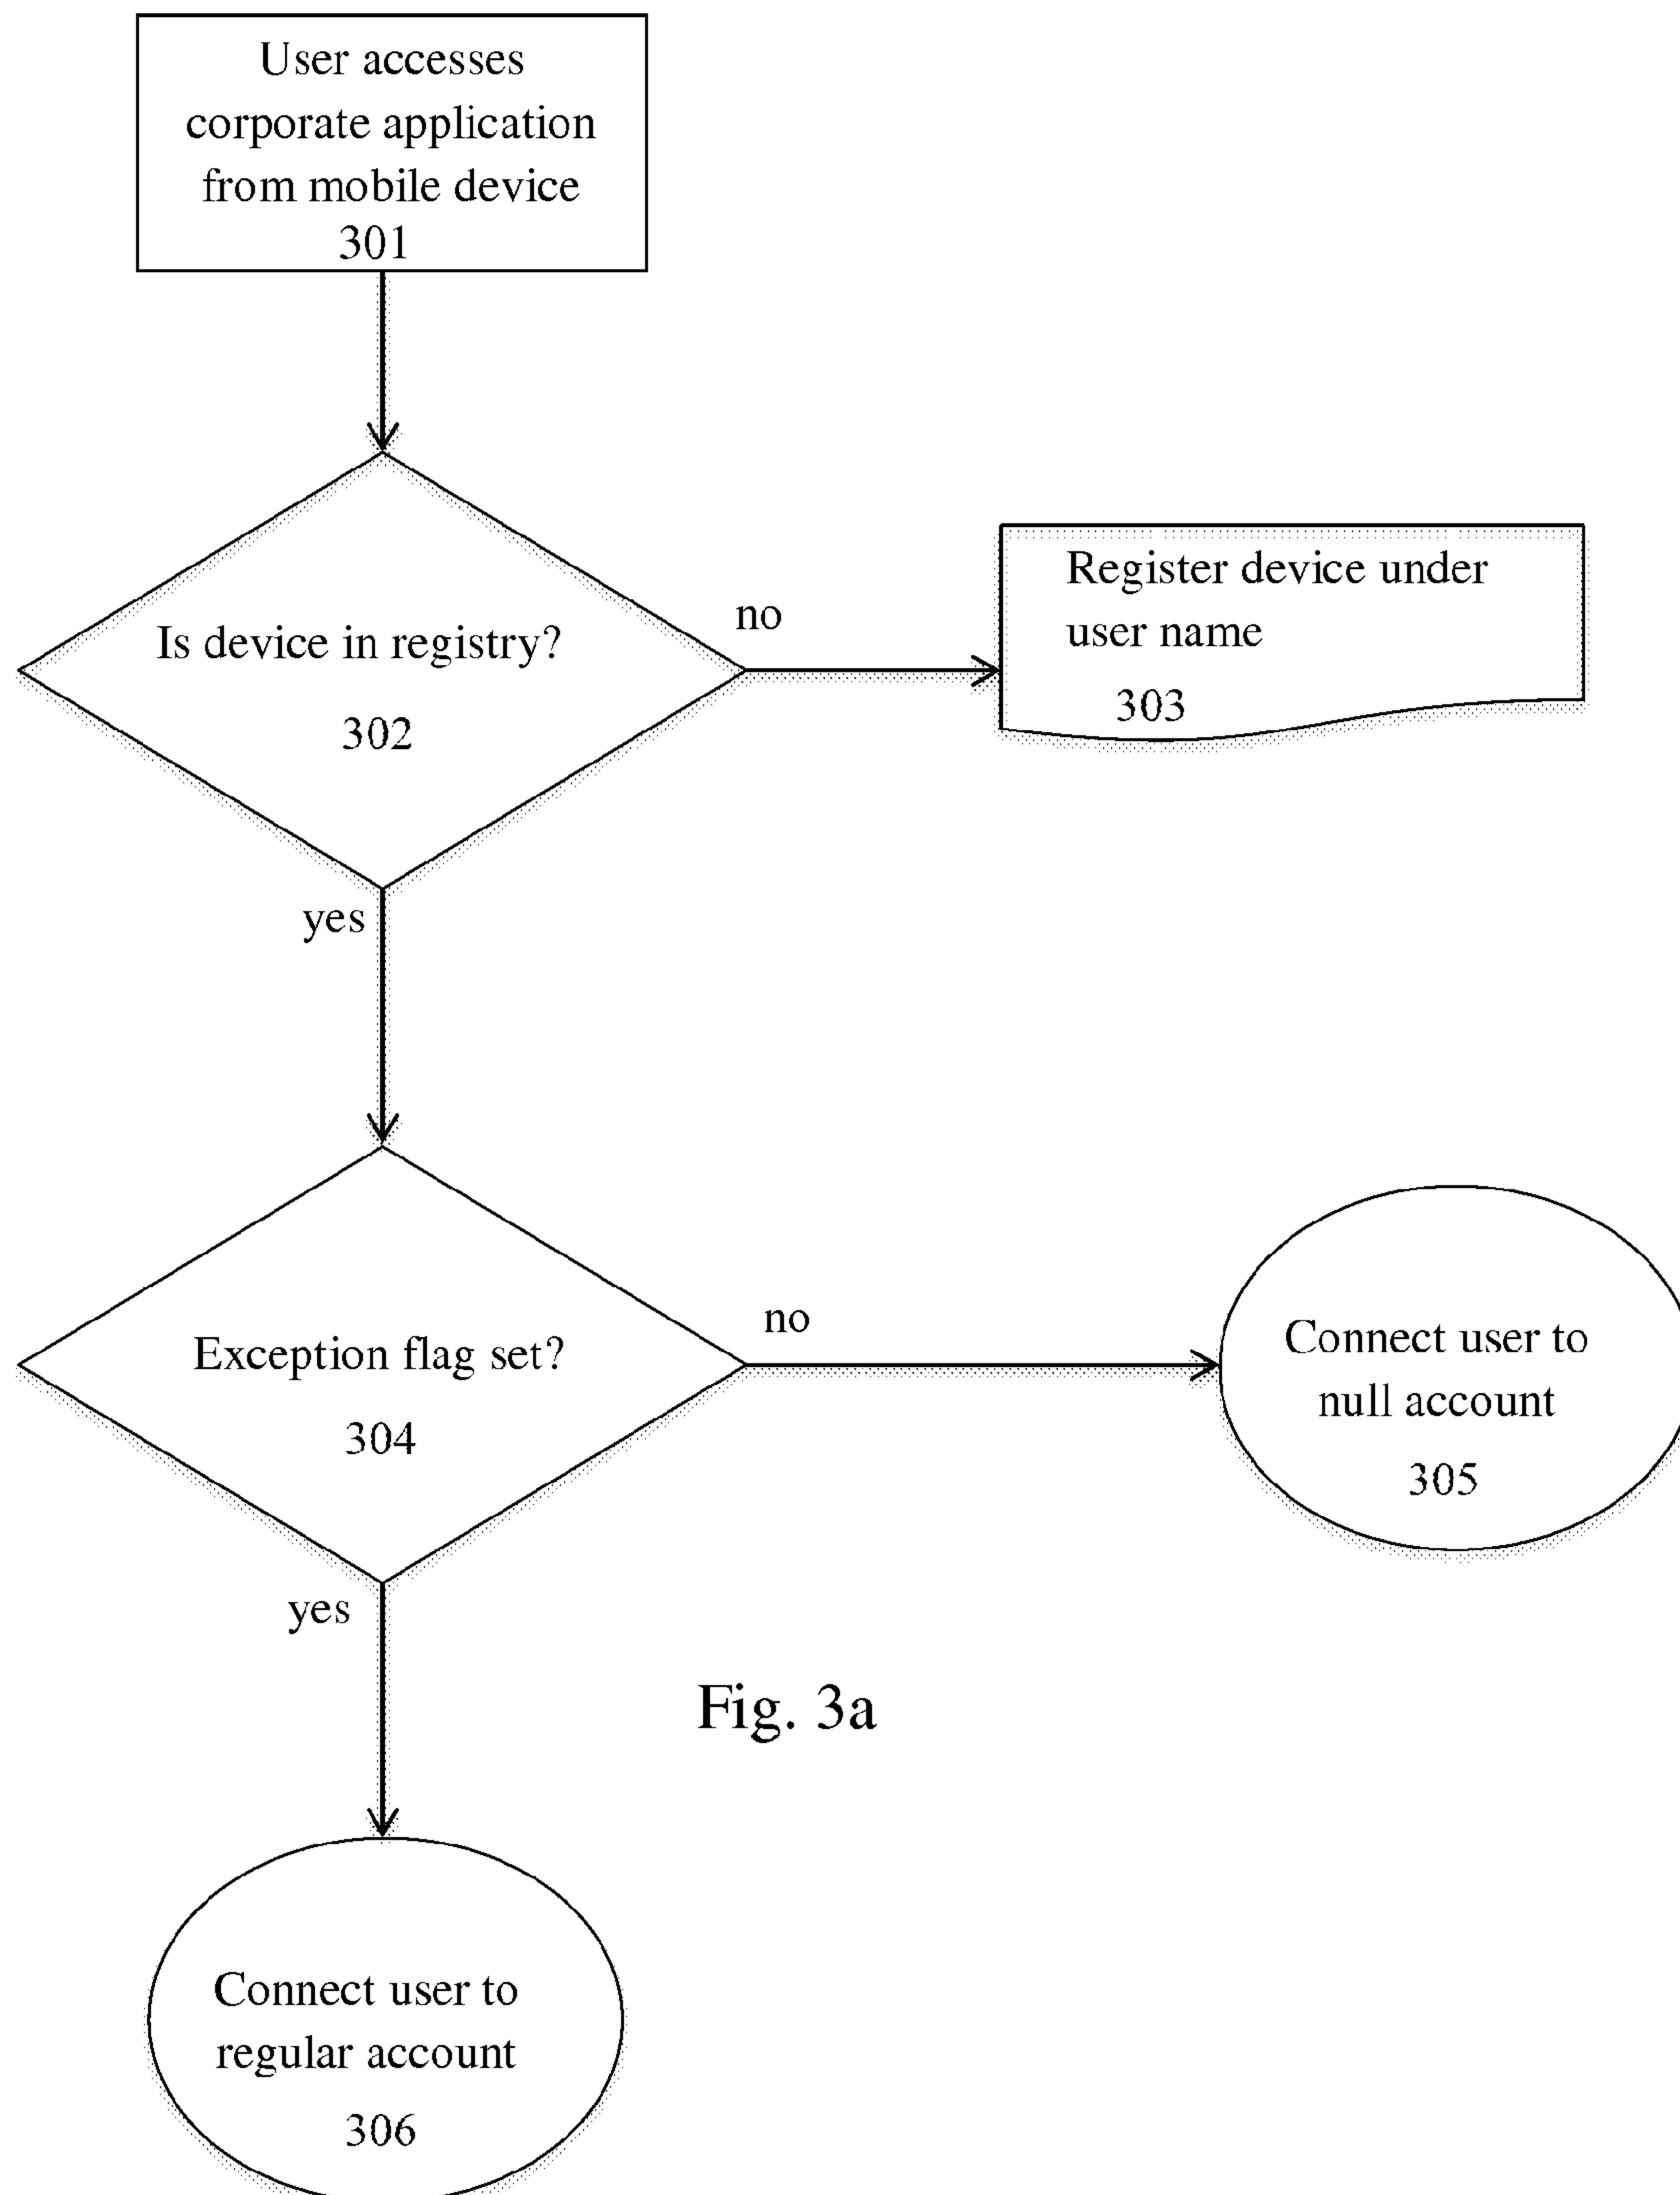 User accesses
corporate application
from mobile device
301
Is device in registry?
302
no
Register device under
user name
303
yes
Exception flag set?
304
no
Connect user to
null account
305
yes
Fig. 3a
Connect user to
regular account
306